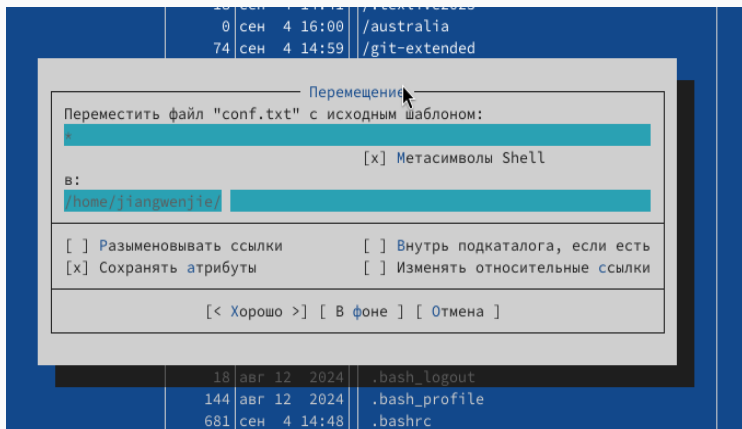 0 сен 4 16:00 /australia
74 сен 4 14:59 /git-extended
Перемещение
Переместить файл "conf.txt" с исходным шаблоном:
*
[x] Метасимволы Shell
в:
/home/jiangwenjie/
[ ] Разыменовывать ссылки [ ] Внутрь подкаталога, если есть
[x] Сохранять атрибуты [ ] Изменять относительные ссылки
[< Хорошо >] [ В фоне ] [ Отмена ]
18 авг 12 2024 .bash_logout
144 авг 12 2024 .bash_profile
681 сен 4 14:48 .bashrc